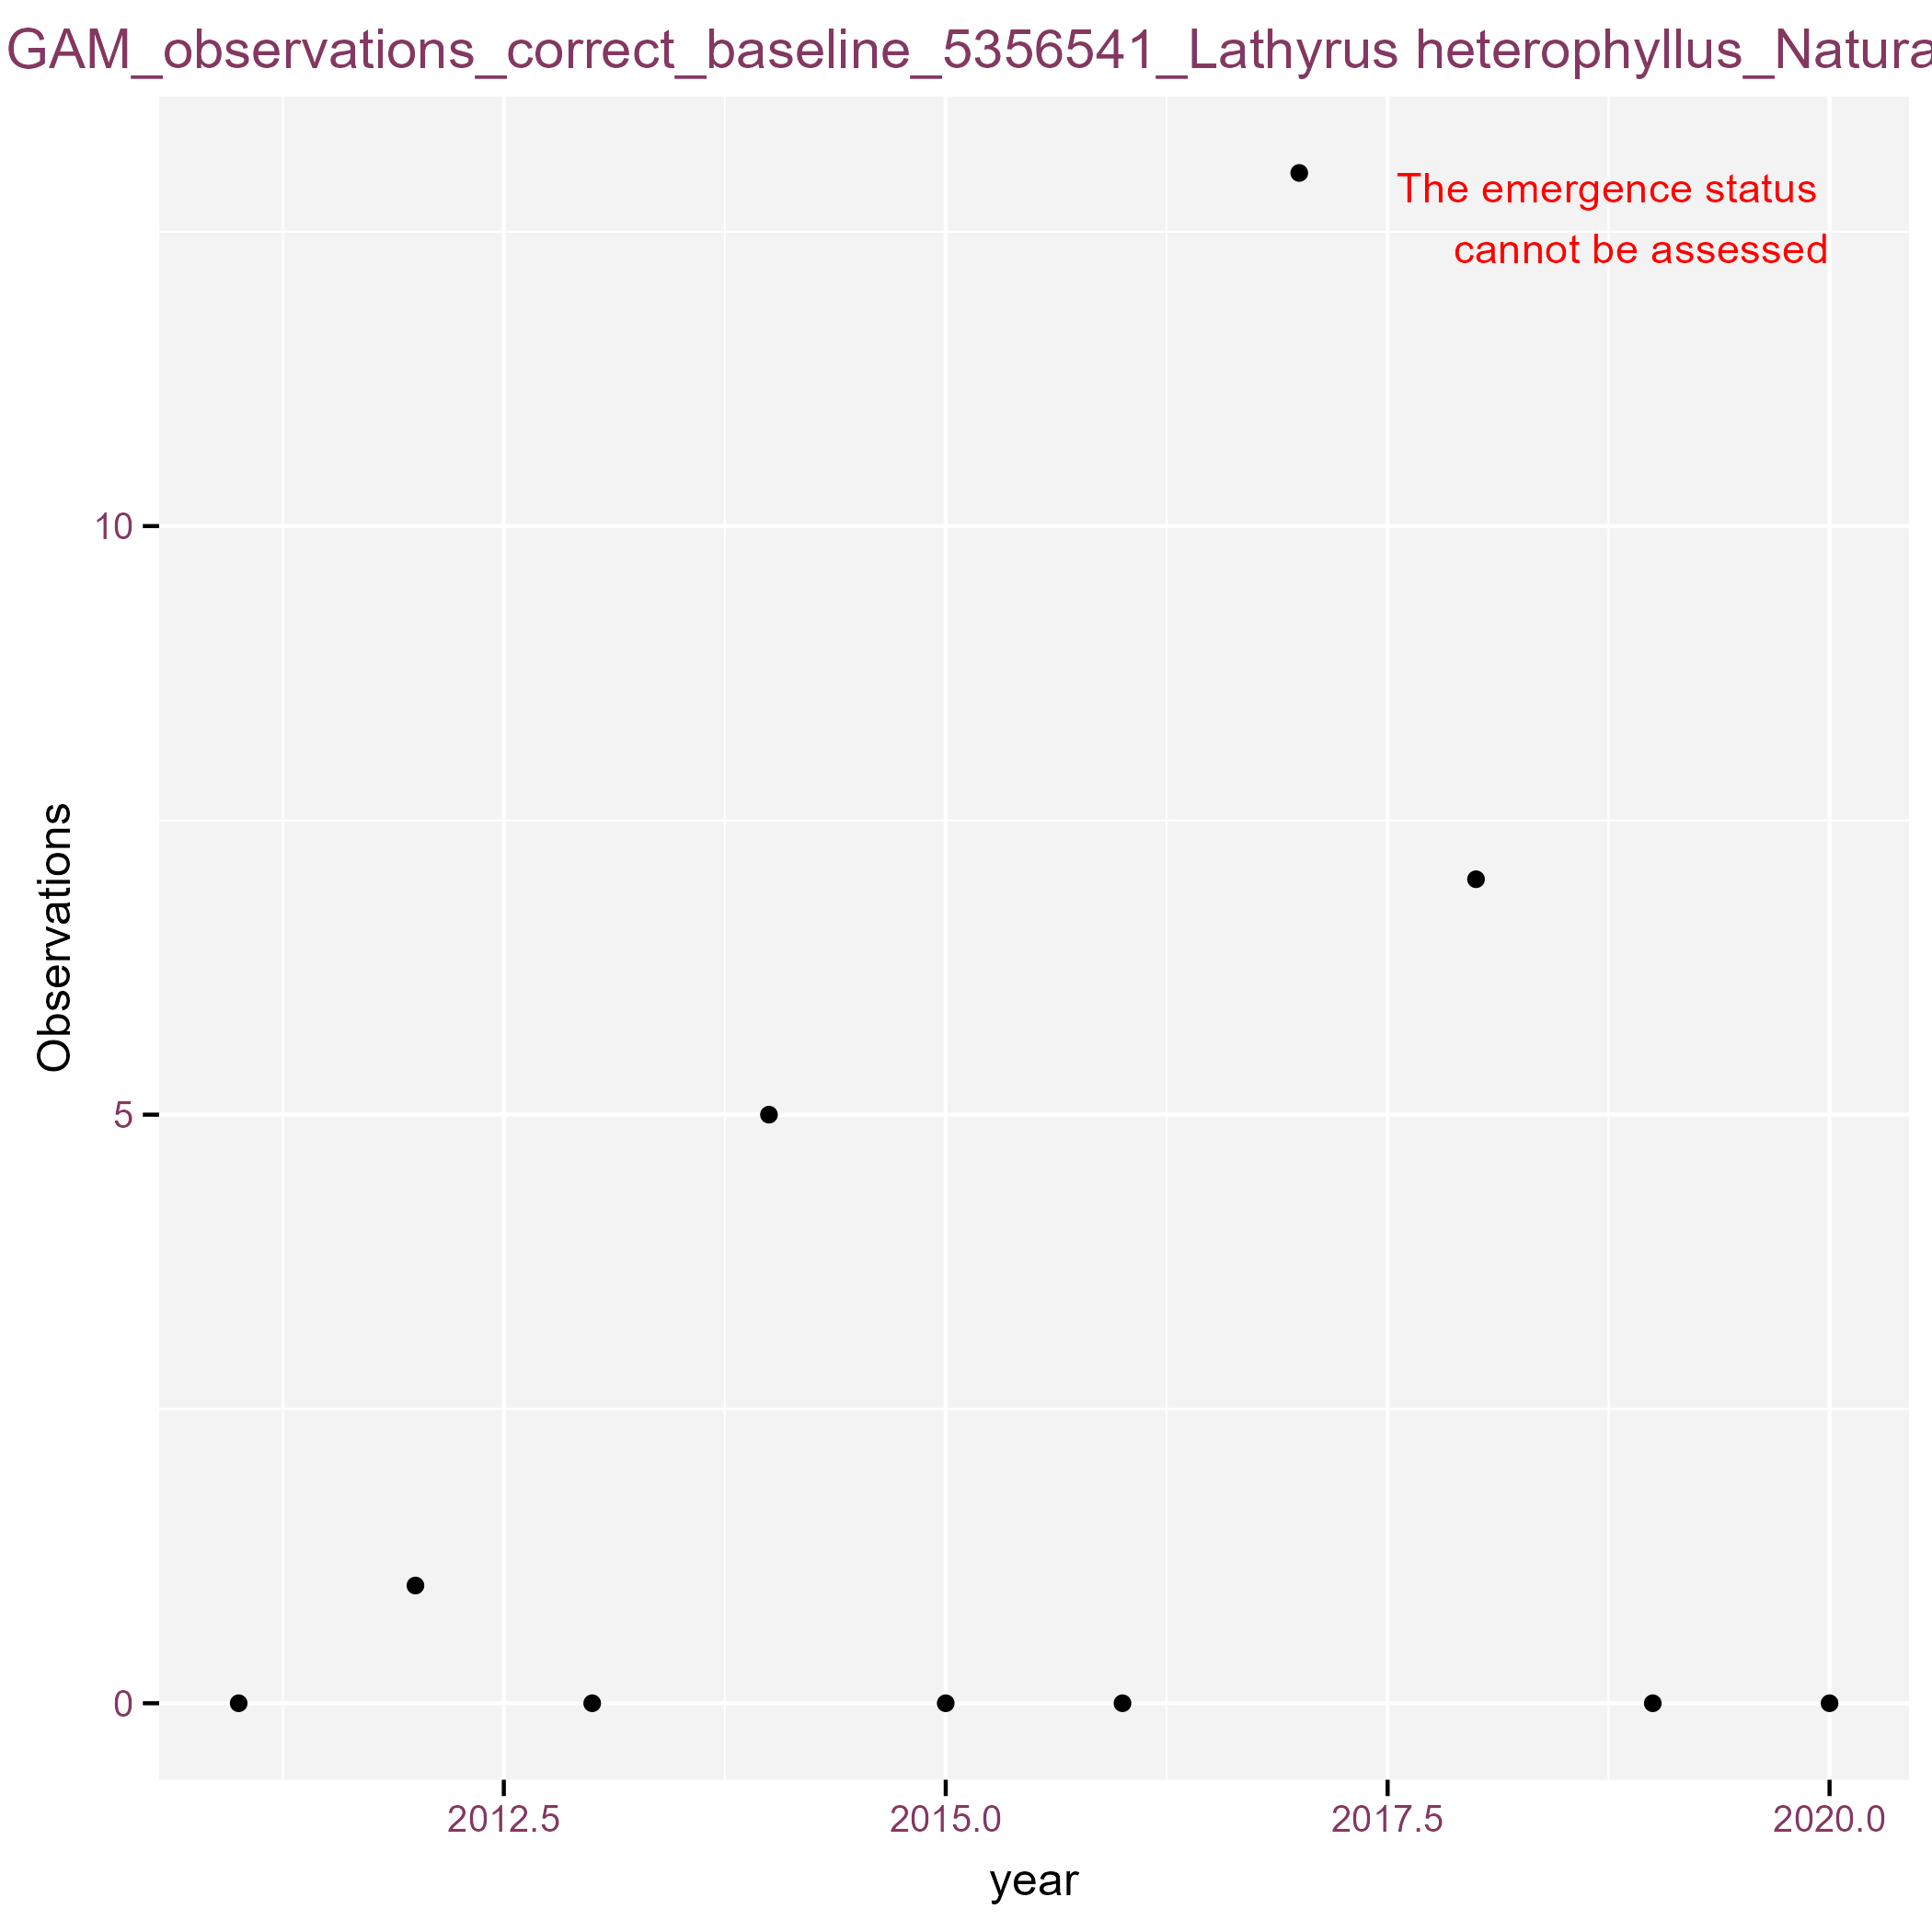 GAM_observations_correct_baseline_5356541_Lathyrus heterophyllus_Natura
The emergence status
cannot be assessed
10
5
0
Observations
2012.5 2015.0 2017.5 2020.0
year